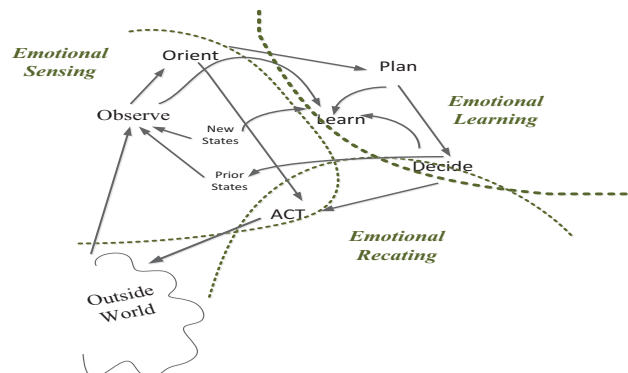 Emotional
Sensing
Orient
Plan
Observe
Emotional
Learning
Learn
New
States
Decide
Prior
States
ACT
Emotional
Recating
Outside
World